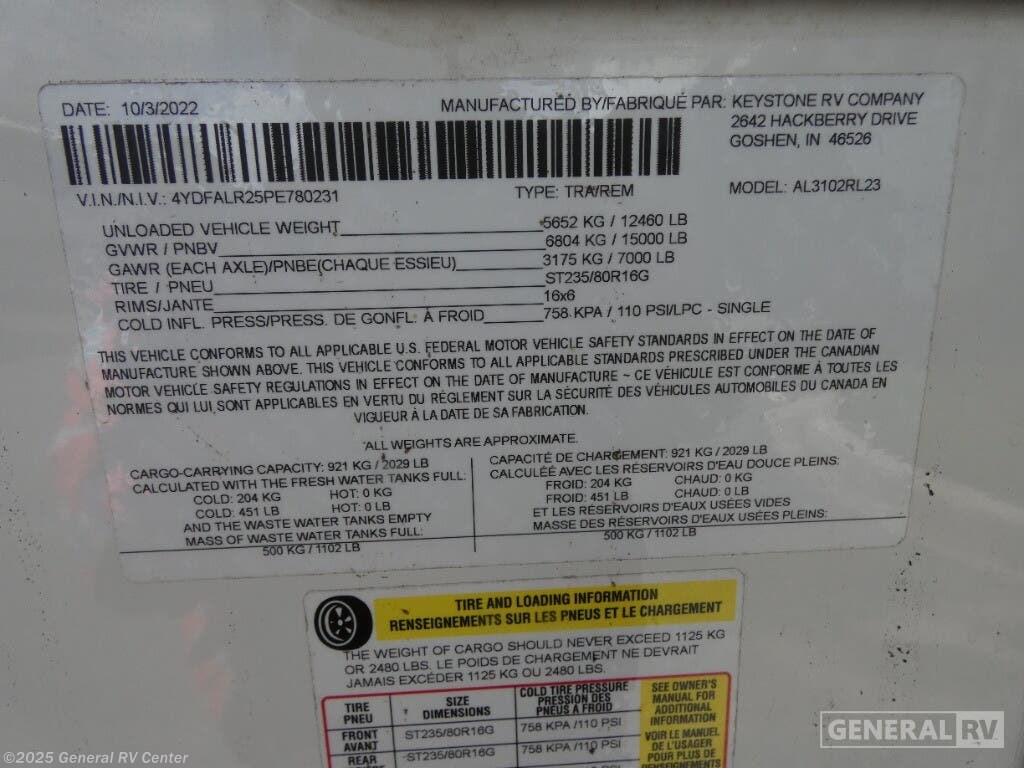 DATE: 10/3/2022
MANUFACTURED BY/FABRIQUÉ PAR: KEYSTONE RV COMPANY
2642 HACKBERRY DRIVE
GOSHEN, IN 46526
V.I.N./N.I.V.: 4YDFALR25PE780231
TYPE: TRA/REM
MODEL: AL3102RL23
UNLOADED VEHICLE WEIGHT 5652 KG / 12460 LB
GVWR / PNBV 6804 KG / 15000 LB
GAWR (EACH AXLE)/PNBE(CHAQUE ESSIEU) 3175 KG / 7000 LB
TIRE / PNEU ST235/80R16G
RIMS/JANTE 16x6
COLD INFL. PRESS/PRESS. DE GONFL. À FROID 758 KPA / 110 PSI/LPC - SINGLE
THIS VEHICLE CONFORMS TO ALL APPLICABLE U.S. FEDERAL MOTOR VEHICLE SAFETY STANDARDS IN EFFECT ON THE DATE OF
MANUFACTURE SHOWN ABOVE. THIS VEHICLE CONFORMS TO ALL APPLICABLE STANDARDS PRESCRIBED UNDER THE CANADIAN
MOTOR VEHICLE SAFETY REGULATIONS IN EFFECT ON THE DATE OF MANUFACTURE ~ CE VÉHICULE EST CONFORME À TOUTES LES
NORMES QUI LUI SONT APPLICABLES EN VERTU DU RÈGLEMENT SUR LA SÉCURITÉ DES VÉHICULES AUTOMOBILES DU CANADA EN
VIGUEUR À LA DATE DE SA FABRICATION.
ALL WEIGHTS ARE APPROXIMATE.
CARGO-CARRYING CAPACITY: 921 KG / 2029 LB
CALCULATED WITH THE FRESH WATER TANKS FULL:
COLD: 204 KG HOT: 0 KG
COLD: 451 LB HOT: 0 LB
AND THE WASTE WATER TANKS EMPTY
MASS OF WASTE WATER TANKS FULL:
500 KG / 1102 LB
CAPACITÉ DE CHARGEMENT: 921 KG / 2029 LB
CALCULÉE AVEC LES RÉSERVOIRS D'EAU DOUCE PLEINS:
FROID: 204 KG CHAUD: 0 KG
FROID: 451 LB CHAUD: 0 LB
ET LES RÉSERVOIRS D'EAUX USÉES VIDES
MASSE DES RÉSERVOIRS D'EAUX USÉES PLEINS:
500 KG / 1102 LB
TIRE AND LOADING INFORMATION
RENSEIGNEMENTS SUR LES PNEUS ET LE CHARGEMENT
THE WEIGHT OF CARGO SHOULD NEVER EXCEED 1125 KG
OR 2480 LBS. LE POIDS DE CHARGEMENT NE DEVRAIT
JAMAIS EXCÉDER 1125 KG OU 2480 LBS.
TIRE
PNEU
SIZE
DIMENSIONS
COLD TIRE PRESSURE
PRESSION DES
PNEUS À FROID
SEE OWNER'S
MANUAL FOR
ADDITIONAL
INFORMATION
FRONT
AVANT
ST235/80R16G
758 KPA /110 PSI
VOIR LE MANUEL
DE L'USAGER
POUR PLUS DE
REAR
ST235/80R16G
758 KPA /110 PSI
GENERAL RV
©2025 General RV Center